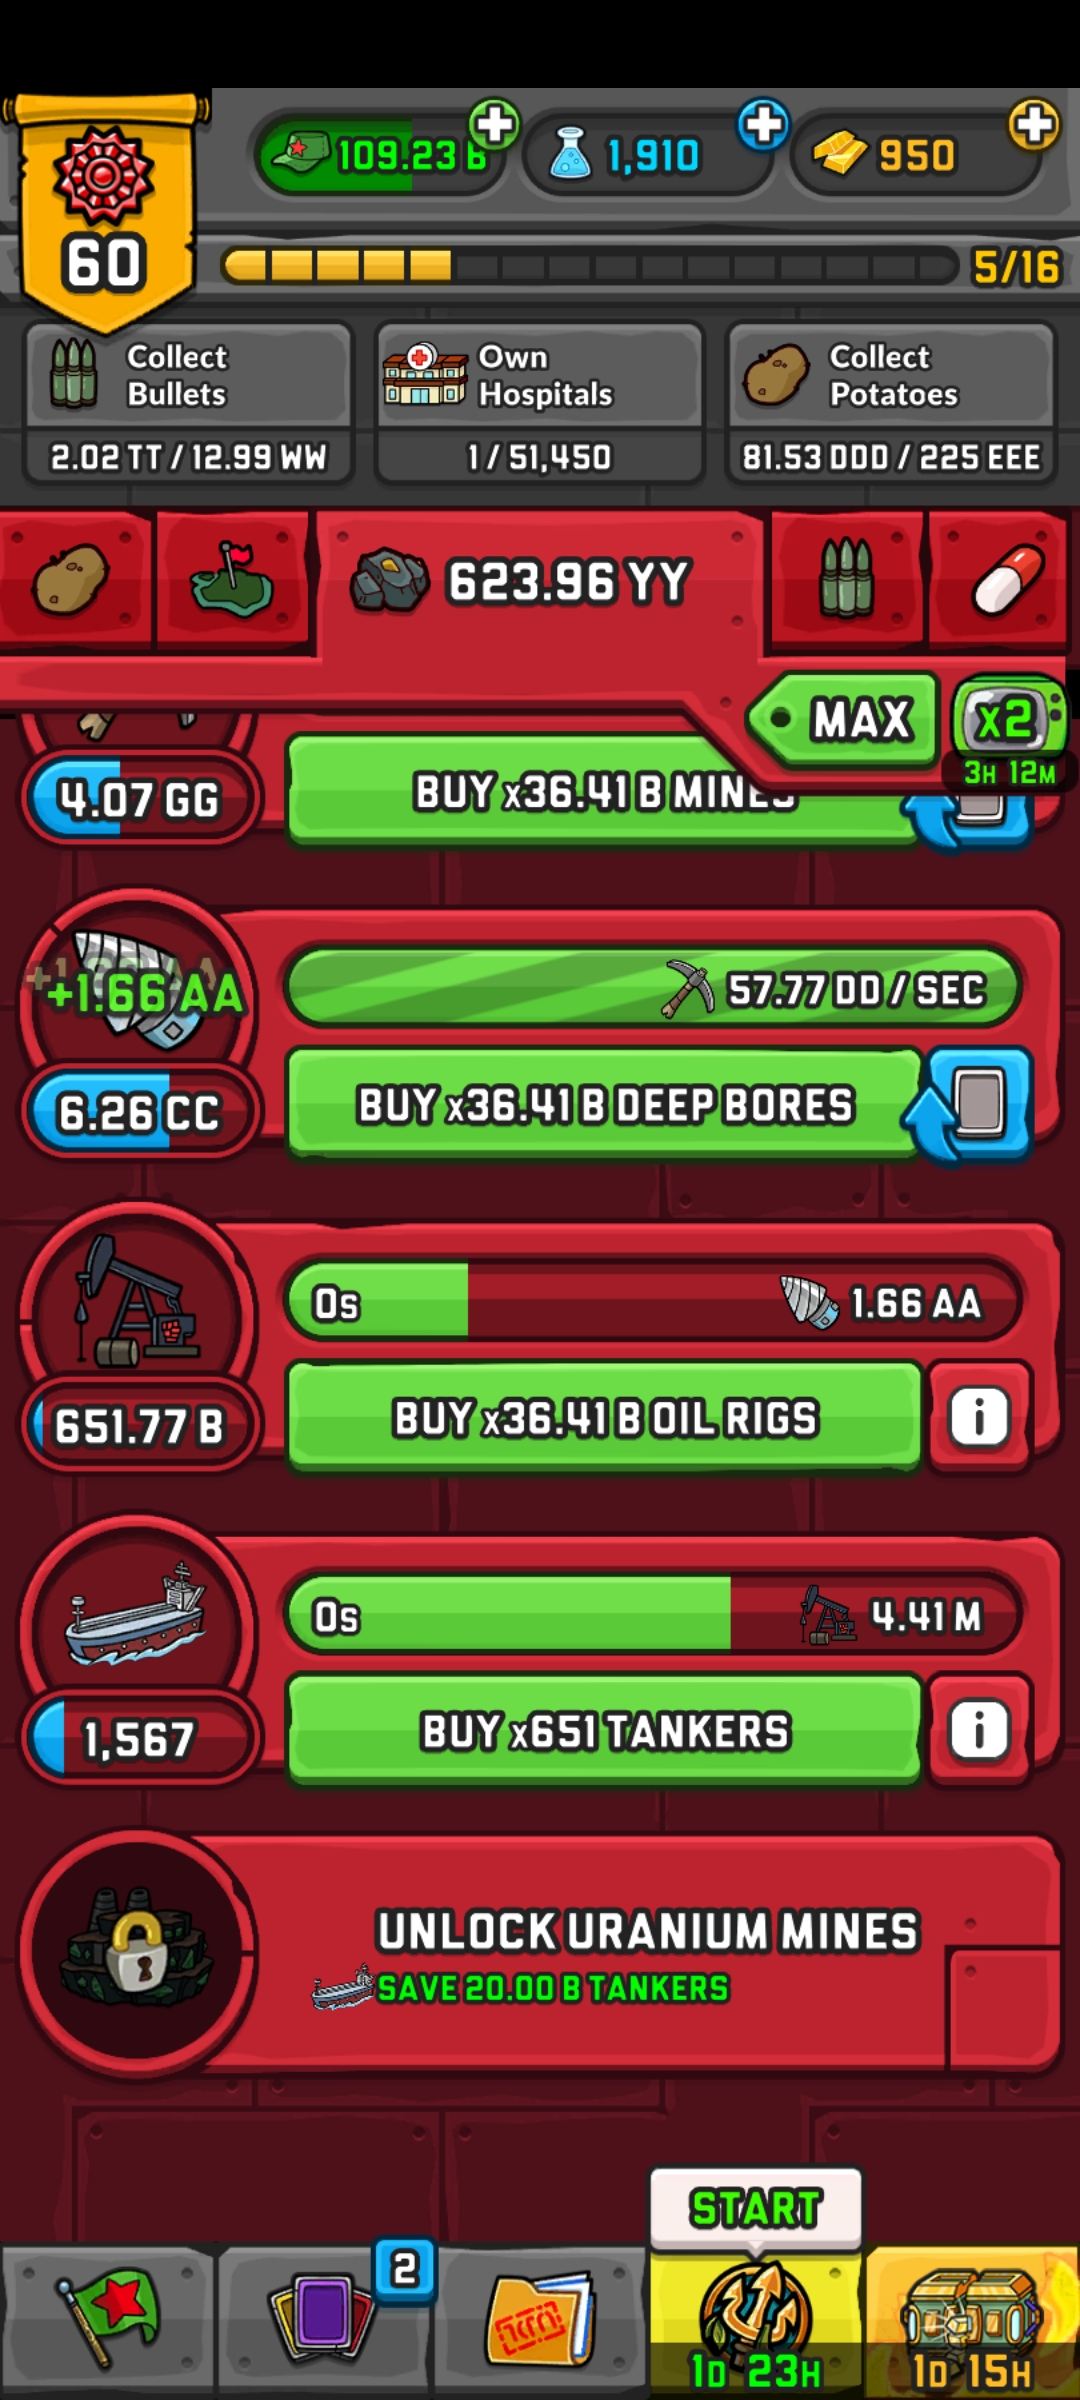 109.23 B
1,910
950
60
5/16
Collect
Bullets
Own
Hospitals
Collect
Potatoes
2.02 TT / 12.99 WW
1 / 51,450
81.53 DDD / 225 EEE
623.96 YY
MAX
x2
3H 12M
4.07 GG
BUY x36.41 B MINES
+1.66 AA
57.77 DD / SEC
6.26 CC
BUY x36.41 B DEEP BORES
0s
1.66 AA
651.77 B
BUY x36.41 B OIL RIGS
i
0s
4.41 M
1,567
BUY x651 TANKERS
i
UNLOCK URANIUM MINES
SAVE 20.00 B TANKERS
START
2
1D 23H
1D 15H